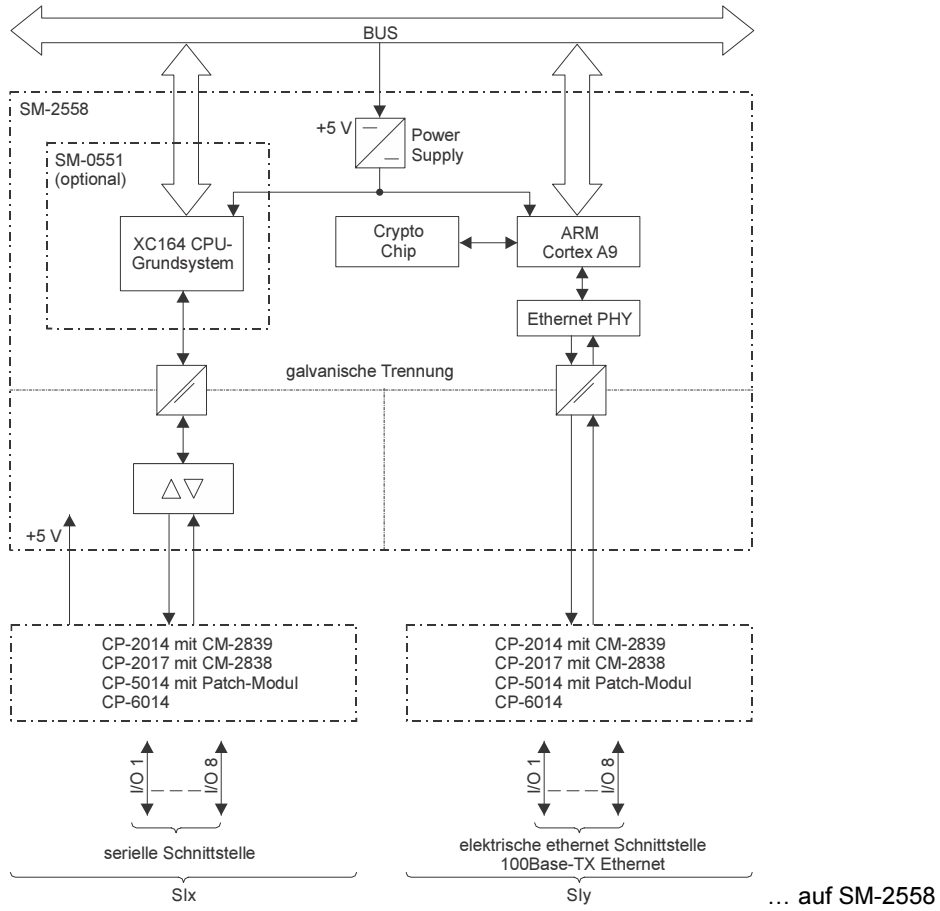 BUS
SM-2558
+5 V
Power
Supply
SM-0551
(optional)
XC164 CPU-
Grundsystem
Crypto
Chip
ARM
Cortex A9
Ethernet PHY
galvanische Trennung
+5 V
CP-2014 mit CM-2839
CP-2017 mit CM-2838
CP-5014 mit Patch-Modul
CP-6014
CP-2014 mit CM-2839
CP-2017 mit CM-2838
CP-5014 mit Patch-Modul
CP-6014
I/O 1
I/O 8
I/O 1
I/O 8
serielle Schnittstelle
elektrische ethernet Schnittstelle
100Base-TX Ethernet
SIx
SIy
... auf SM-2558